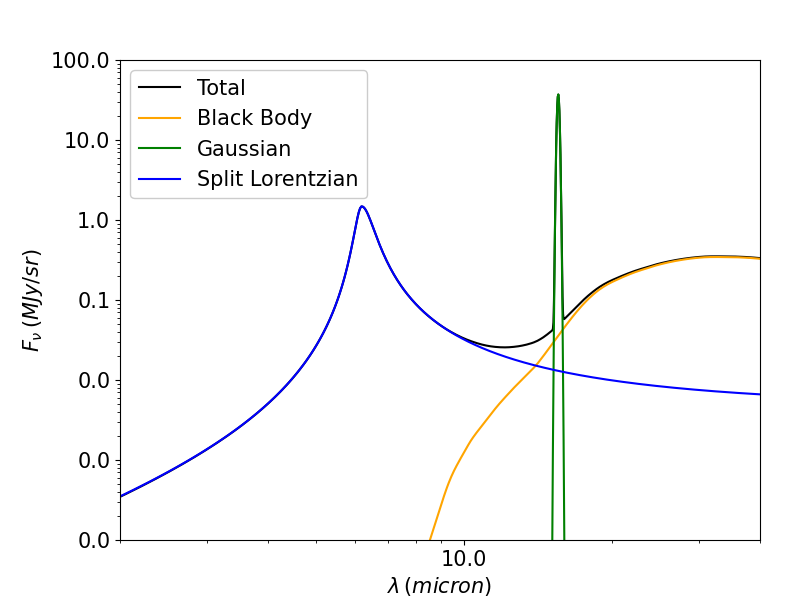 100.0
10.0
1.0
0.1
0.0
0.0
0.0
F_ν (MJy/sr)
Total
Black Body
Gaussian
Split Lorentzian
10.0
λ (micron)